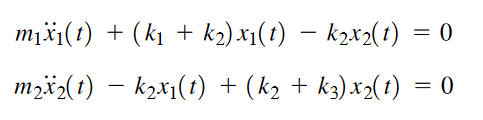 m₁ẍ₁(t) + (k₁ + k₂)x₁(t) − k₂x₂(t) = 0
m₂ẍ₂(t) − k₂x₁(t) + (k₂ + k₃)x₂(t) = 0